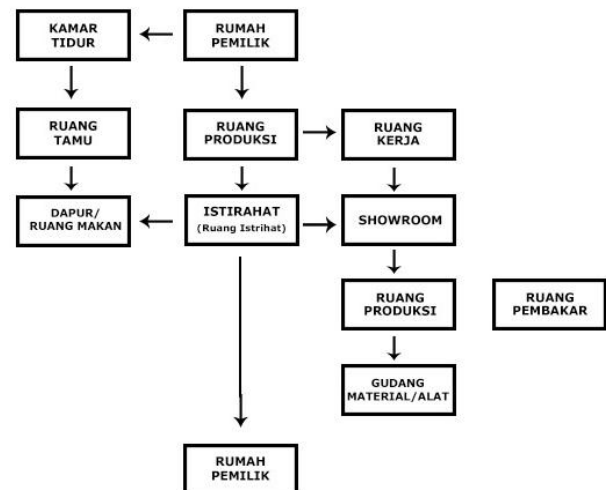 KAMAR
TIDUR
RUMAH
PEMILIK
RUANG
TAMU
RUANG
PRODUKSI
RUANG
KERJA
DAPUR/
RUANG MAKAN
ISTIRAHAT
(Ruang Istrihat)
SHOWROOM
RUANG
PRODUKSI
RUANG
PEMBAKAR
GUDANG
MATERIAL/ALAT
RUMAH
PEMILIK